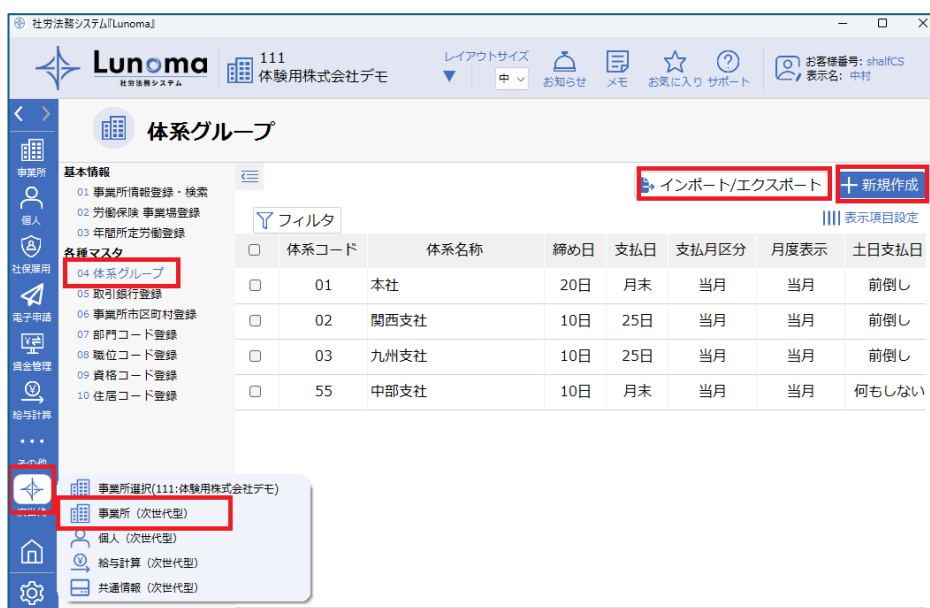 社労法務システム『Lunoma』
Lunoma
社労法務システム
111
体験用株式会社デモ
レイアウトサイズ
中
お知らせ
メモ
お気に入り
サポート
お客様番号: shalfCS
表示名: 中村
体系グループ
事業所
個人
社保雇用
電子申請
賃金管理
給与計算
その他
次世代
基本情報
01 事業所情報登録・検索
02 労働保険 事業場登録
03 年間所定労働登録
各種マスタ
04 体系グループ
05 取引銀行登録
06 事業所市区町村登録
07 部門コード登録
08 職位コード登録
09 資格コード登録
10 住居コード登録
インポート/エクスポート
新規作成
フィルタ
表示項目設定
体系コード 体系名称 締め日 支払日 支払月区分 月度表示 土日支払日
01 本社 20日 月末 当月 当月 前倒し
02 関西支社 10日 25日 当月 当月 前倒し
03 九州支社 10日 25日 当月 当月 前倒し
55 中部支社 10日 月末 当月 当月 何もしない
事業所選択(111:体験用株式会社デモ)
事業所（次世代型）
個人（次世代型）
給与計算（次世代型）
共通情報（次世代型）